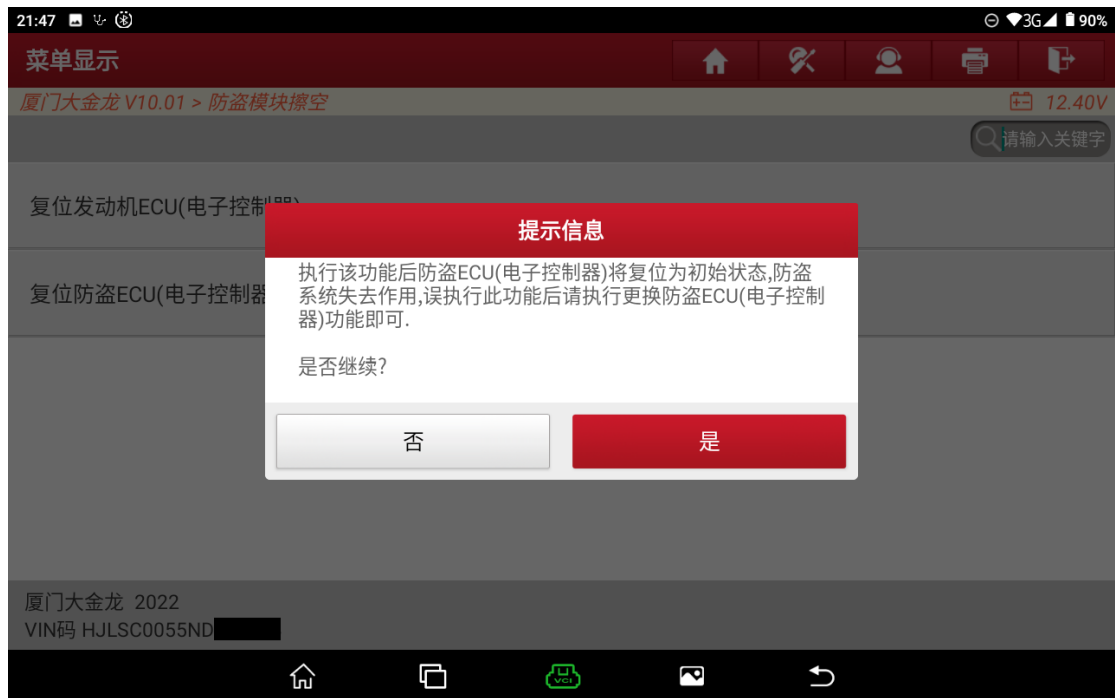 21:47
3G
90%
菜单显示
厦门大金龙 V10.01 > 防盗模块擦空
12.40V
请输入关键字
复位发动机ECU(电子控制器)
提示信息
执行该功能后防盗ECU(电子控制器)将复位为初始状态,防盗
系统失去作用,误执行此功能后请执行更换防盗ECU(电子控制
器)功能即可.
复位防盗ECU(电子控制器
是否继续?
否
是
厦门大金龙 2022
VIN码 HJLSC0055ND
VCI